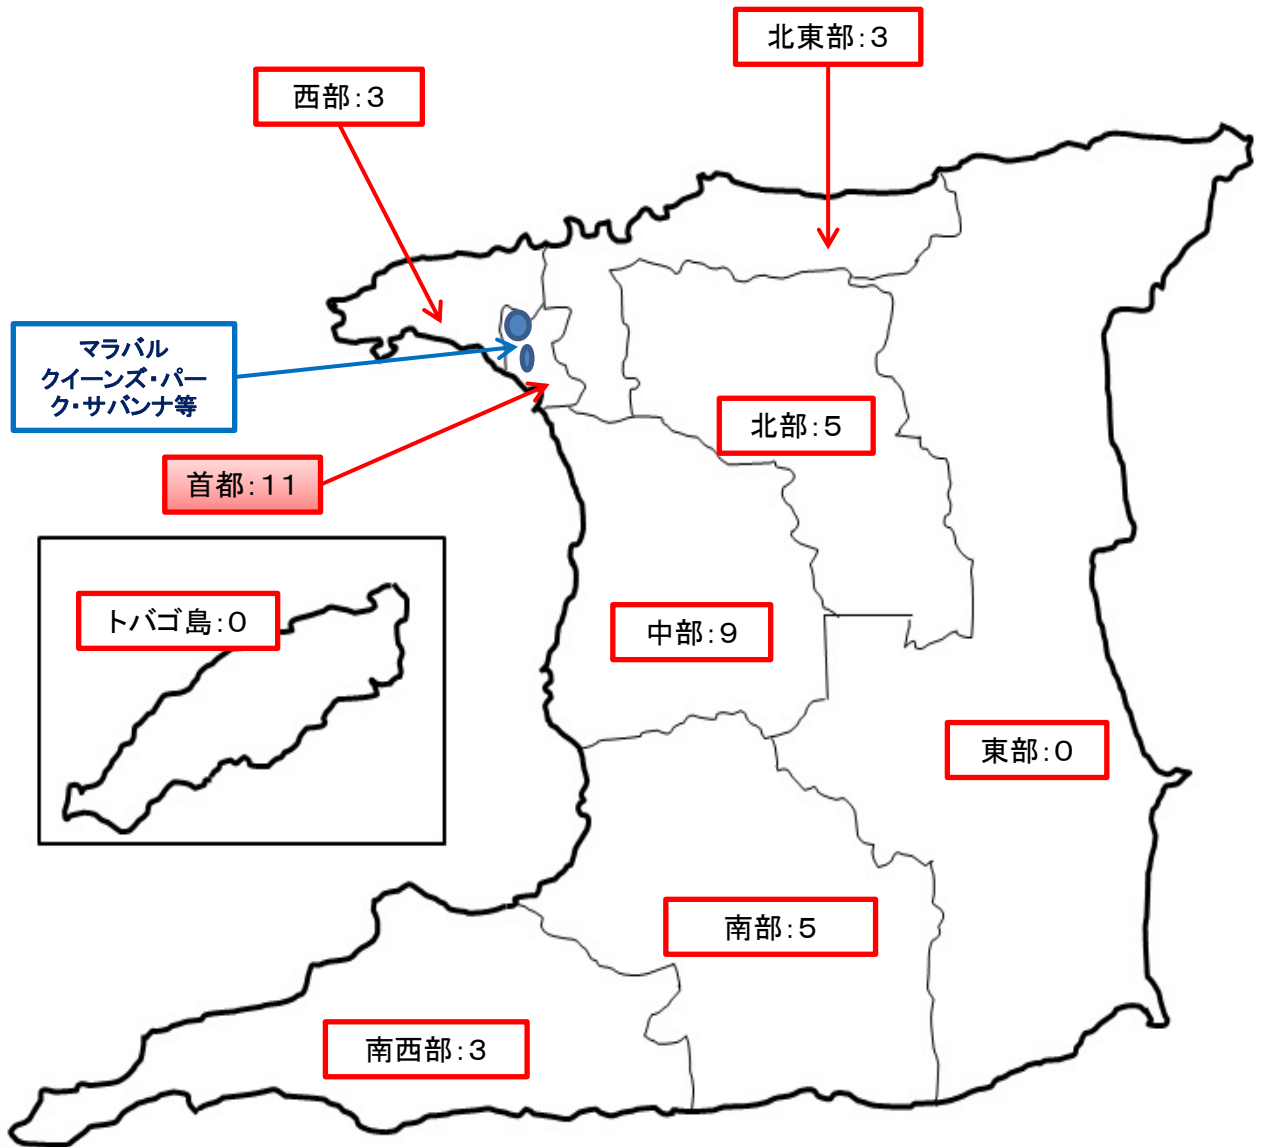 北東部:3
西部:3
マラバル
クイーンズ・パー
ク・サバンナ等
北部:5
首都:11
トバゴ島:0
中部:9
東部:0
南部:5
南西部:3